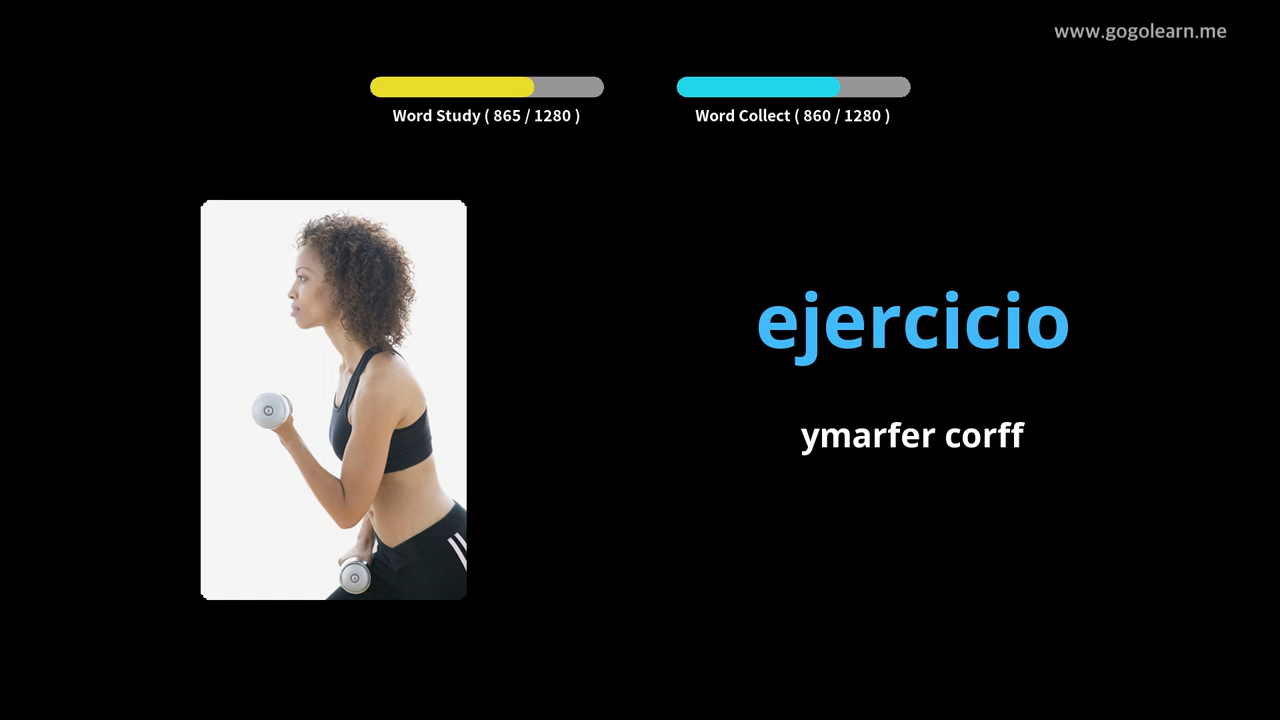 www.gogolearn.me
Word Study ( 865 / 1280 )
Word Collect ( 860 / 1280 )
ejercicio
ymarfer corff